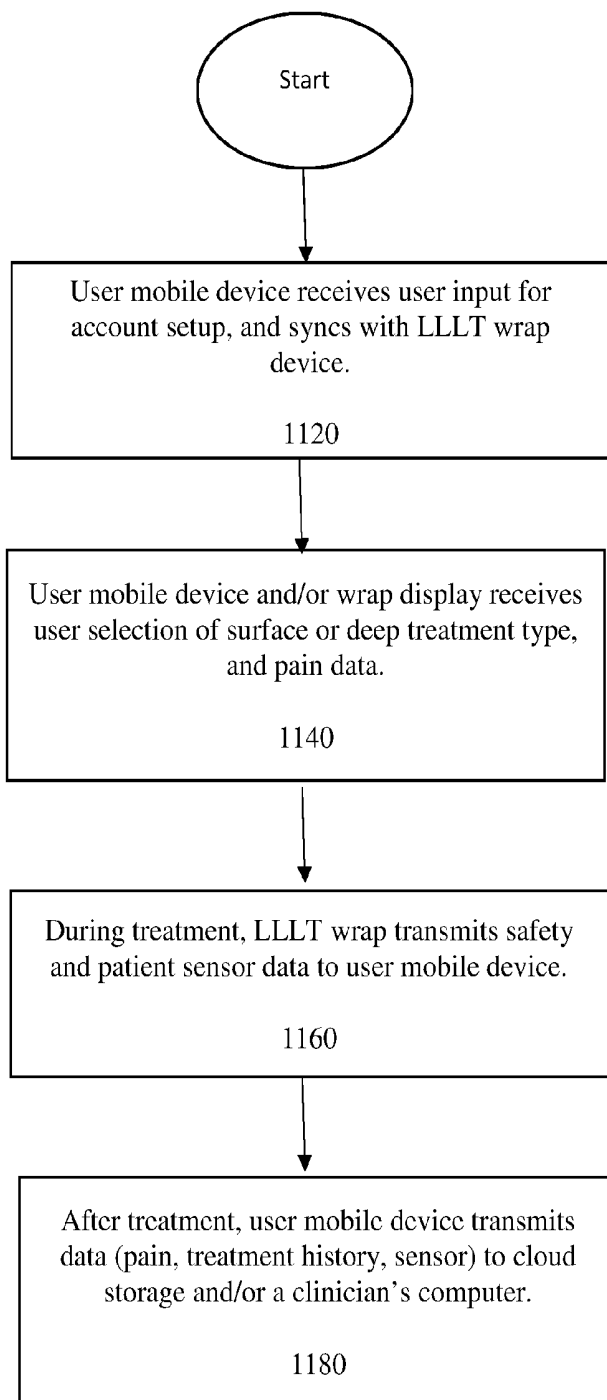 Start
User mobile device receives user input for
account setup, and syncs with LLLT wrap
device.
1120
User mobile device and/or wrap display receives
user selection of surface or deep treatment type,
and pain data.
1140
During treatment, LLLT wrap transmits safety
and patient sensor data to user mobile device.
1160
After treatment, user mobile device transmits
data (pain, treatment history, sensor) to cloud
storage and/or a clinician's computer.
1180